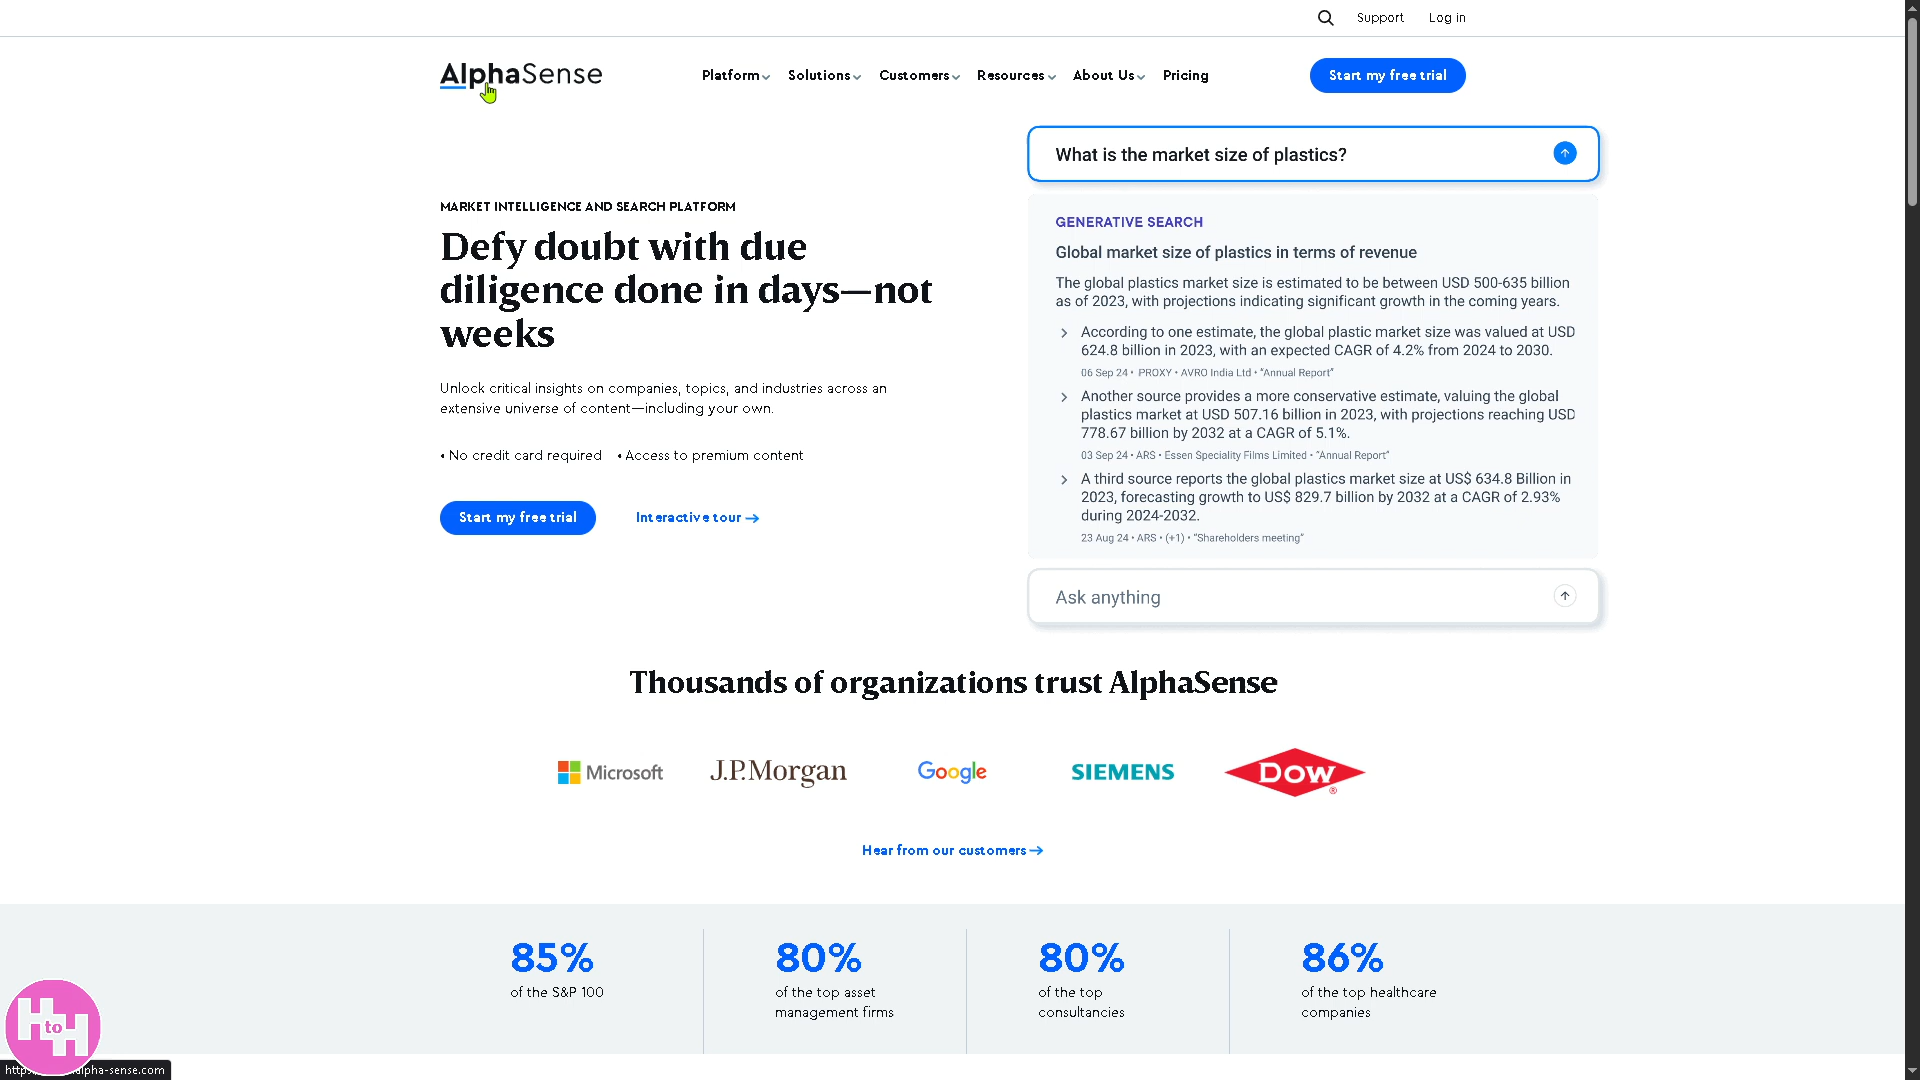 Support
Log in
AlphaSense
Platform
Solutions
Customers
Resources
About Us
Pricing
Start my free trial
MARKET INTELLIGENCE AND SEARCH PLATFORM
Defy doubt with due
diligence done in days—not
weeks
Unlock critical insights on companies, topics, and industries across an
extensive universe of content—including your own.
• No credit card required • Access to premium content
Start my free trial
Interactive tour
What is the market size of plastics?
GENERATIVE SEARCH
Global market size of plastics in terms of revenue
The global plastics market size is estimated to be between USD 500-635 billion
as of 2023, with projections indicating significant growth in the coming years.
According to one estimate, the global plastic market size was valued at USD
624.8 billion in 2023, with an expected CAGR of 4.2% from 2024 to 2030.
06 Sep 24 • PROXY • AVRO India Ltd • “Annual Report”
Another source provides a more conservative estimate, valuing the global
plastics market at USD 507.16 billion in 2023, with projections reaching USD
778.67 billion by 2032 at a CAGR of 5.1%.
03 Sep 24 • ARS • Essen Speciality Films Limited • “Annual Report”
A third source reports the global plastics market size at US$ 634.8 Billion in
2023, forecasting growth to US$ 829.7 billion by 2032 at a CAGR of 2.93%
during 2024-2032.
23 Aug 24 • ARS • (+1) • “Shareholders meeting”
Ask anything
Thousands of organizations trust AlphaSense
Microsoft
J.P.Morgan
Google
SIEMENS
Dow®
Hear from our customers
85%
of the S&P 100
80%
of the top asset
management firms
80%
of the top
consultancies
86%
of the top healthcare
companies
H to H
alpha-sense.com